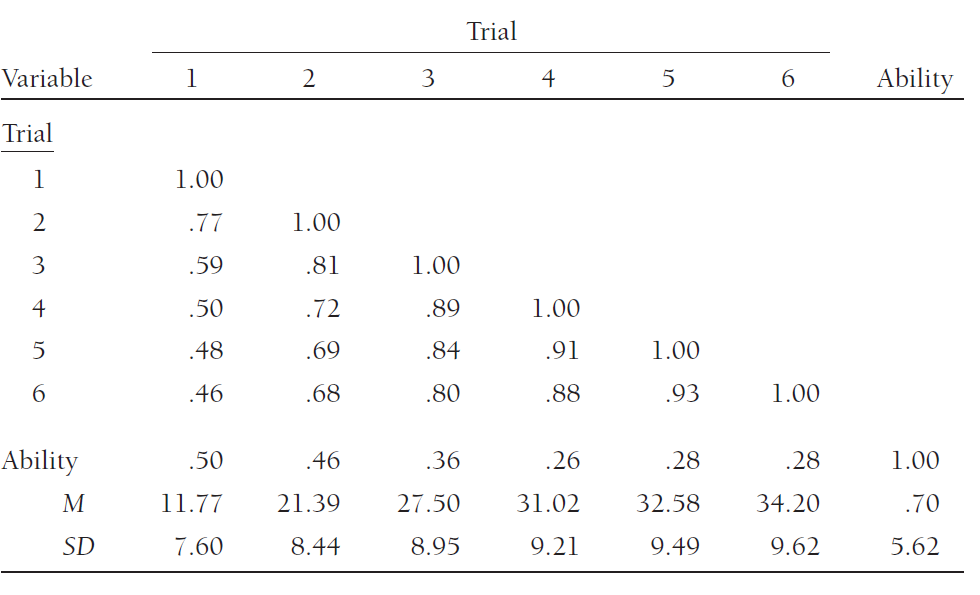 Trial
Variable 1 2 3 4 5 6 Ability
Trial
1 1.00
2 .77 1.00
3 .59 .81 1.00
4 .50 .72 .89 1.00
5 .48 .69 .84 .91 1.00
6 .46 .68 .80 .88 .93 1.00
Ability .50 .46 .36 .26 .28 .28 1.00
M 11.77 21.39 27.50 31.02 32.58 34.20 .70
SD 7.60 8.44 8.95 9.21 9.49 9.62 5.62